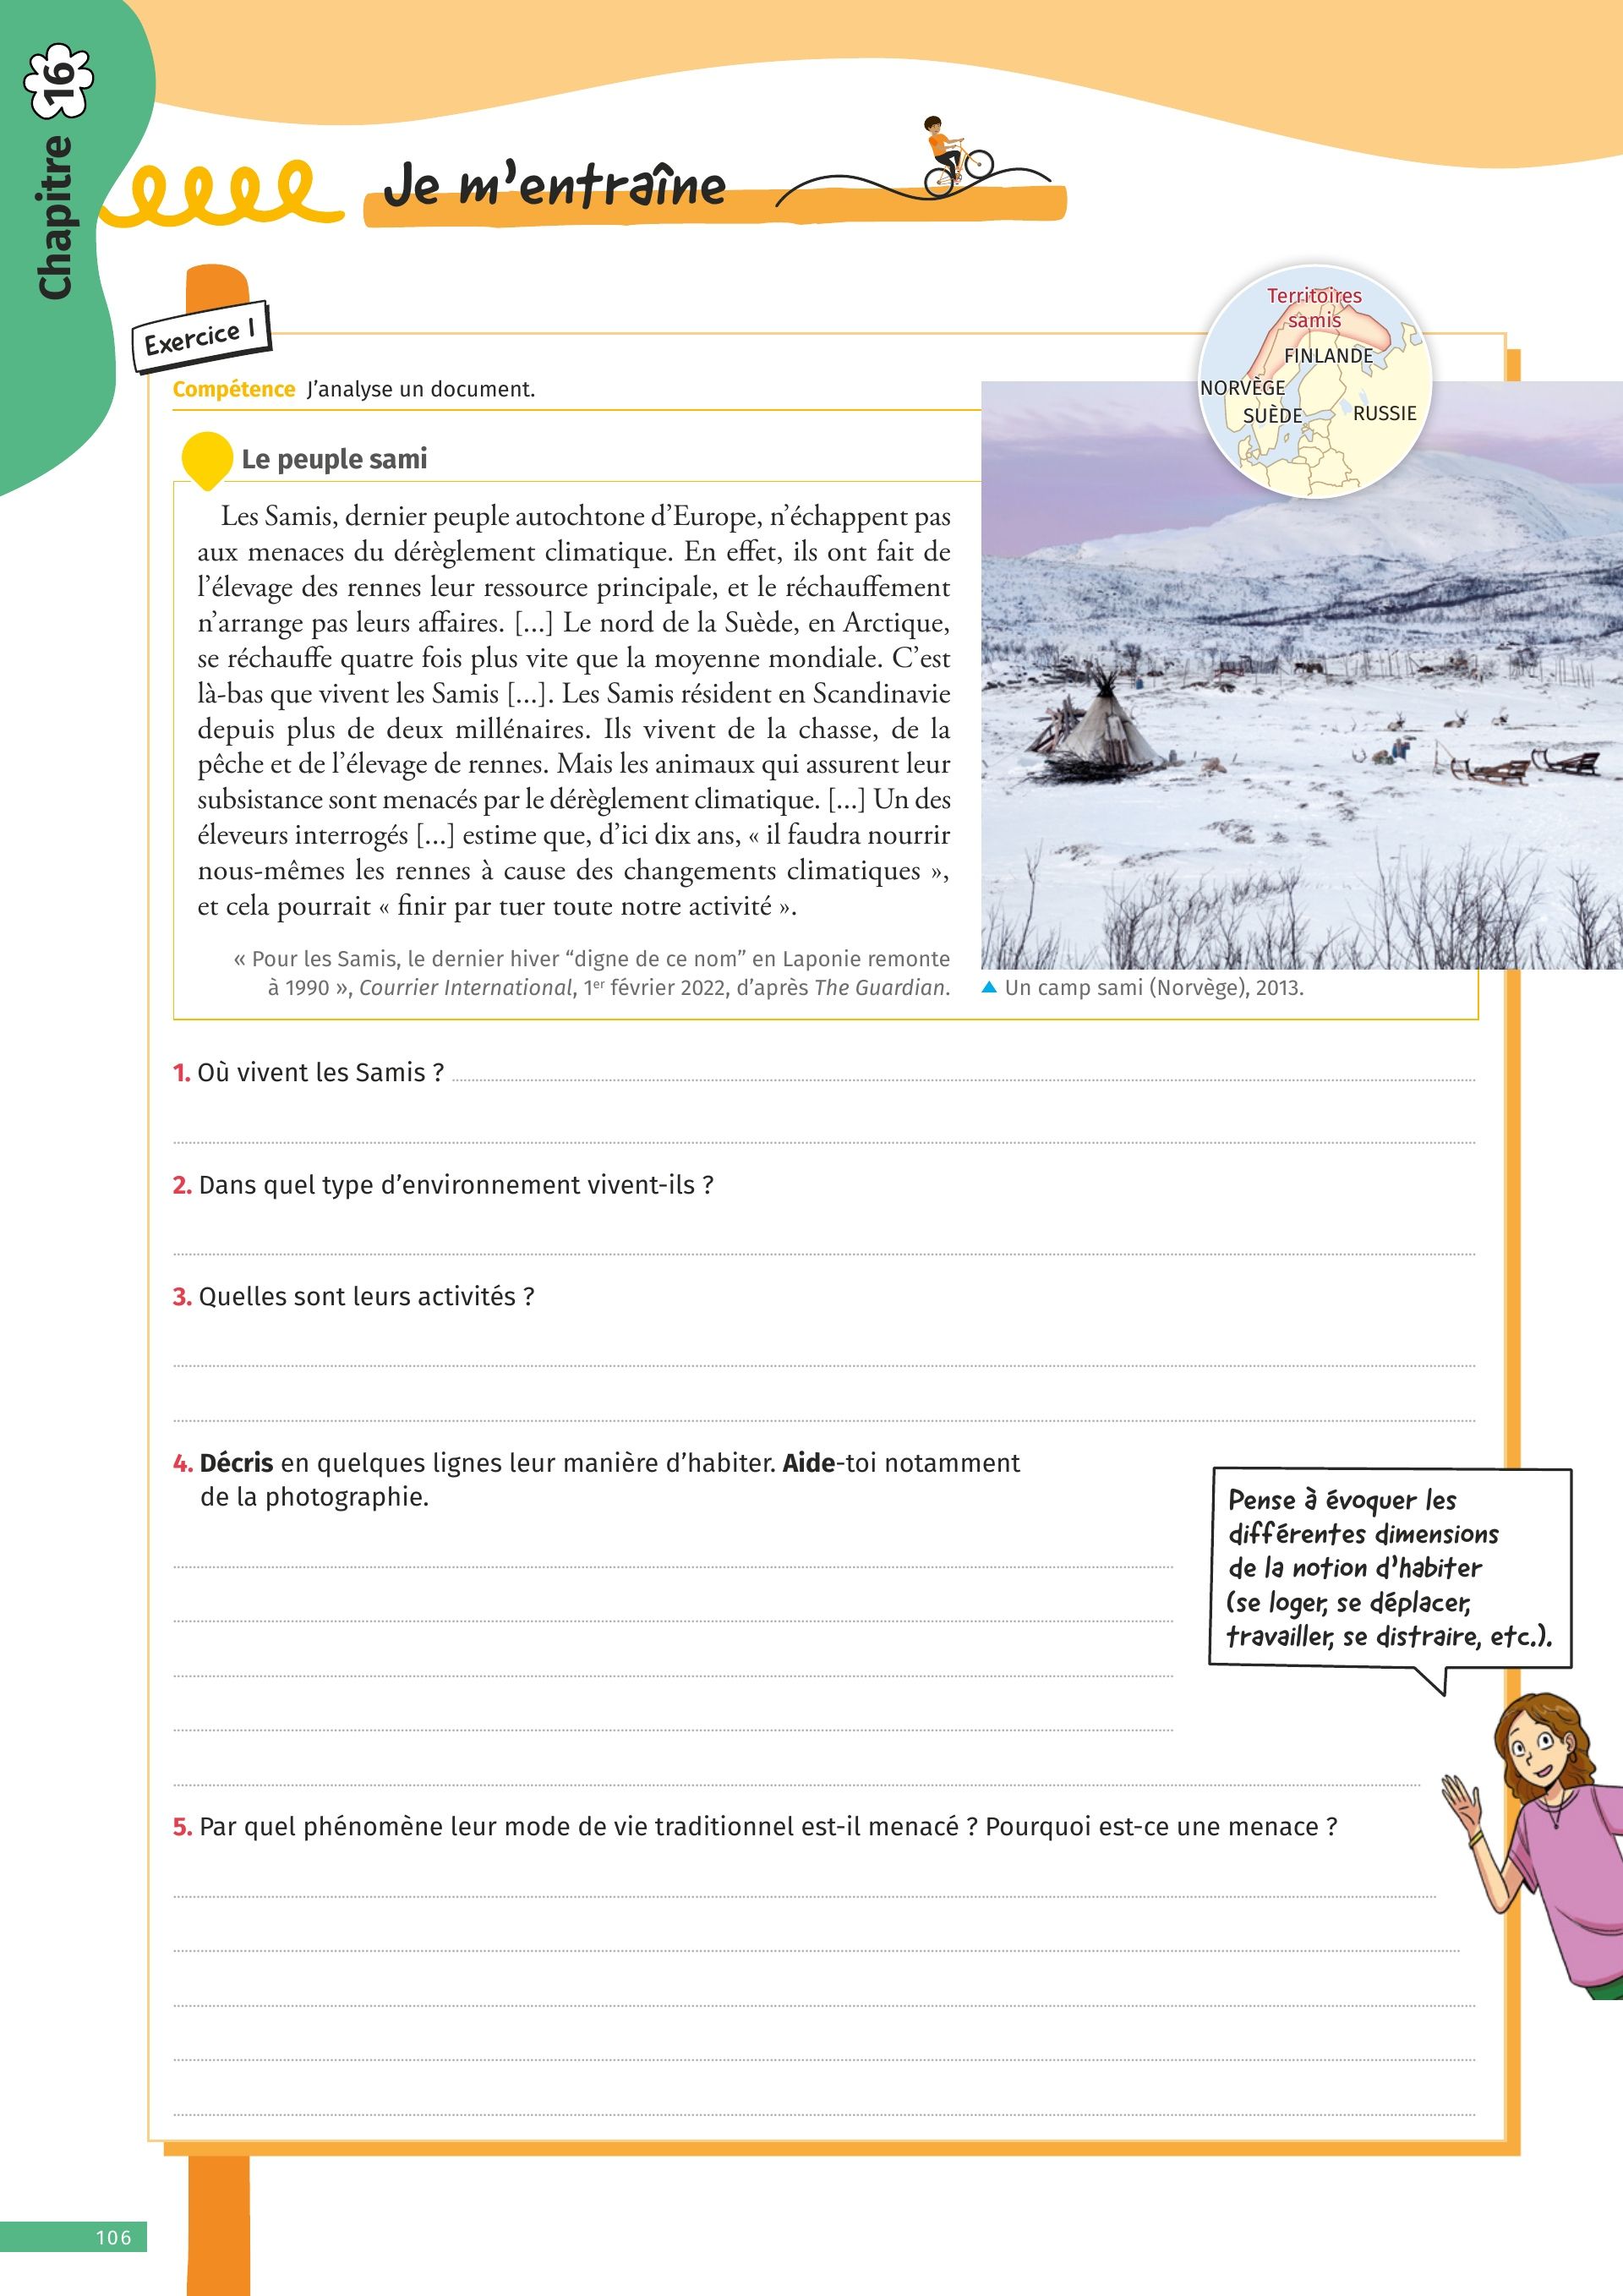 Chapitre 16
Je m’entraîne
Exercice 1
Compétence J’analyse un document.
Territoires
samis
FINLANDE
NORVÈGE
SUÈDE
RUSSIE
Le peuple sami
Les Samis, dernier peuple autochtone d’Europe, n’échappent pas
aux menaces du dérèglement climatique. En effet, ils ont fait de
l’élevage des rennes leur ressource principale, et le réchauffement
n’arrange pas leurs affaires. [...] Le nord de la Suède, en Arctique,
se réchauffe quatre fois plus vite que la moyenne mondiale. C’est
là-bas que vivent les Samis [...]. Les Samis résident en Scandinavie
depuis plus de deux millénaires. Ils vivent de la chasse, de la
pêche et de l’élevage de rennes. Mais les animaux qui assurent leur
subsistance sont menacés par le dérèglement climatique. [...] Un des
éleveurs interrogés [...] estime que, d’ici dix ans, « il faudra nourrir
nous-mêmes les rennes à cause des changements climatiques »,
et cela pourrait « finir par tuer toute notre activité ».
« Pour les Samis, le dernier hiver “digne de ce nom” en Laponie remonte
à 1990 », Courrier International, 1er février 2022, d’après The Guardian.
Un camp sami (Norvège), 2013.
1. Où vivent les Samis ?
2. Dans quel type d’environnement vivent-ils ?
3. Quelles sont leurs activités ?
4. Décris en quelques lignes leur manière d’habiter. Aide-toi notamment
de la photographie.
Pense à évoquer les
différentes dimensions
de la notion d’habiter
(se loger, se déplacer,
travailler, se distraire, etc.).
5. Par quel phénomène leur mode de vie traditionnel est-il menacé ? Pourquoi est-ce une menace ?
106